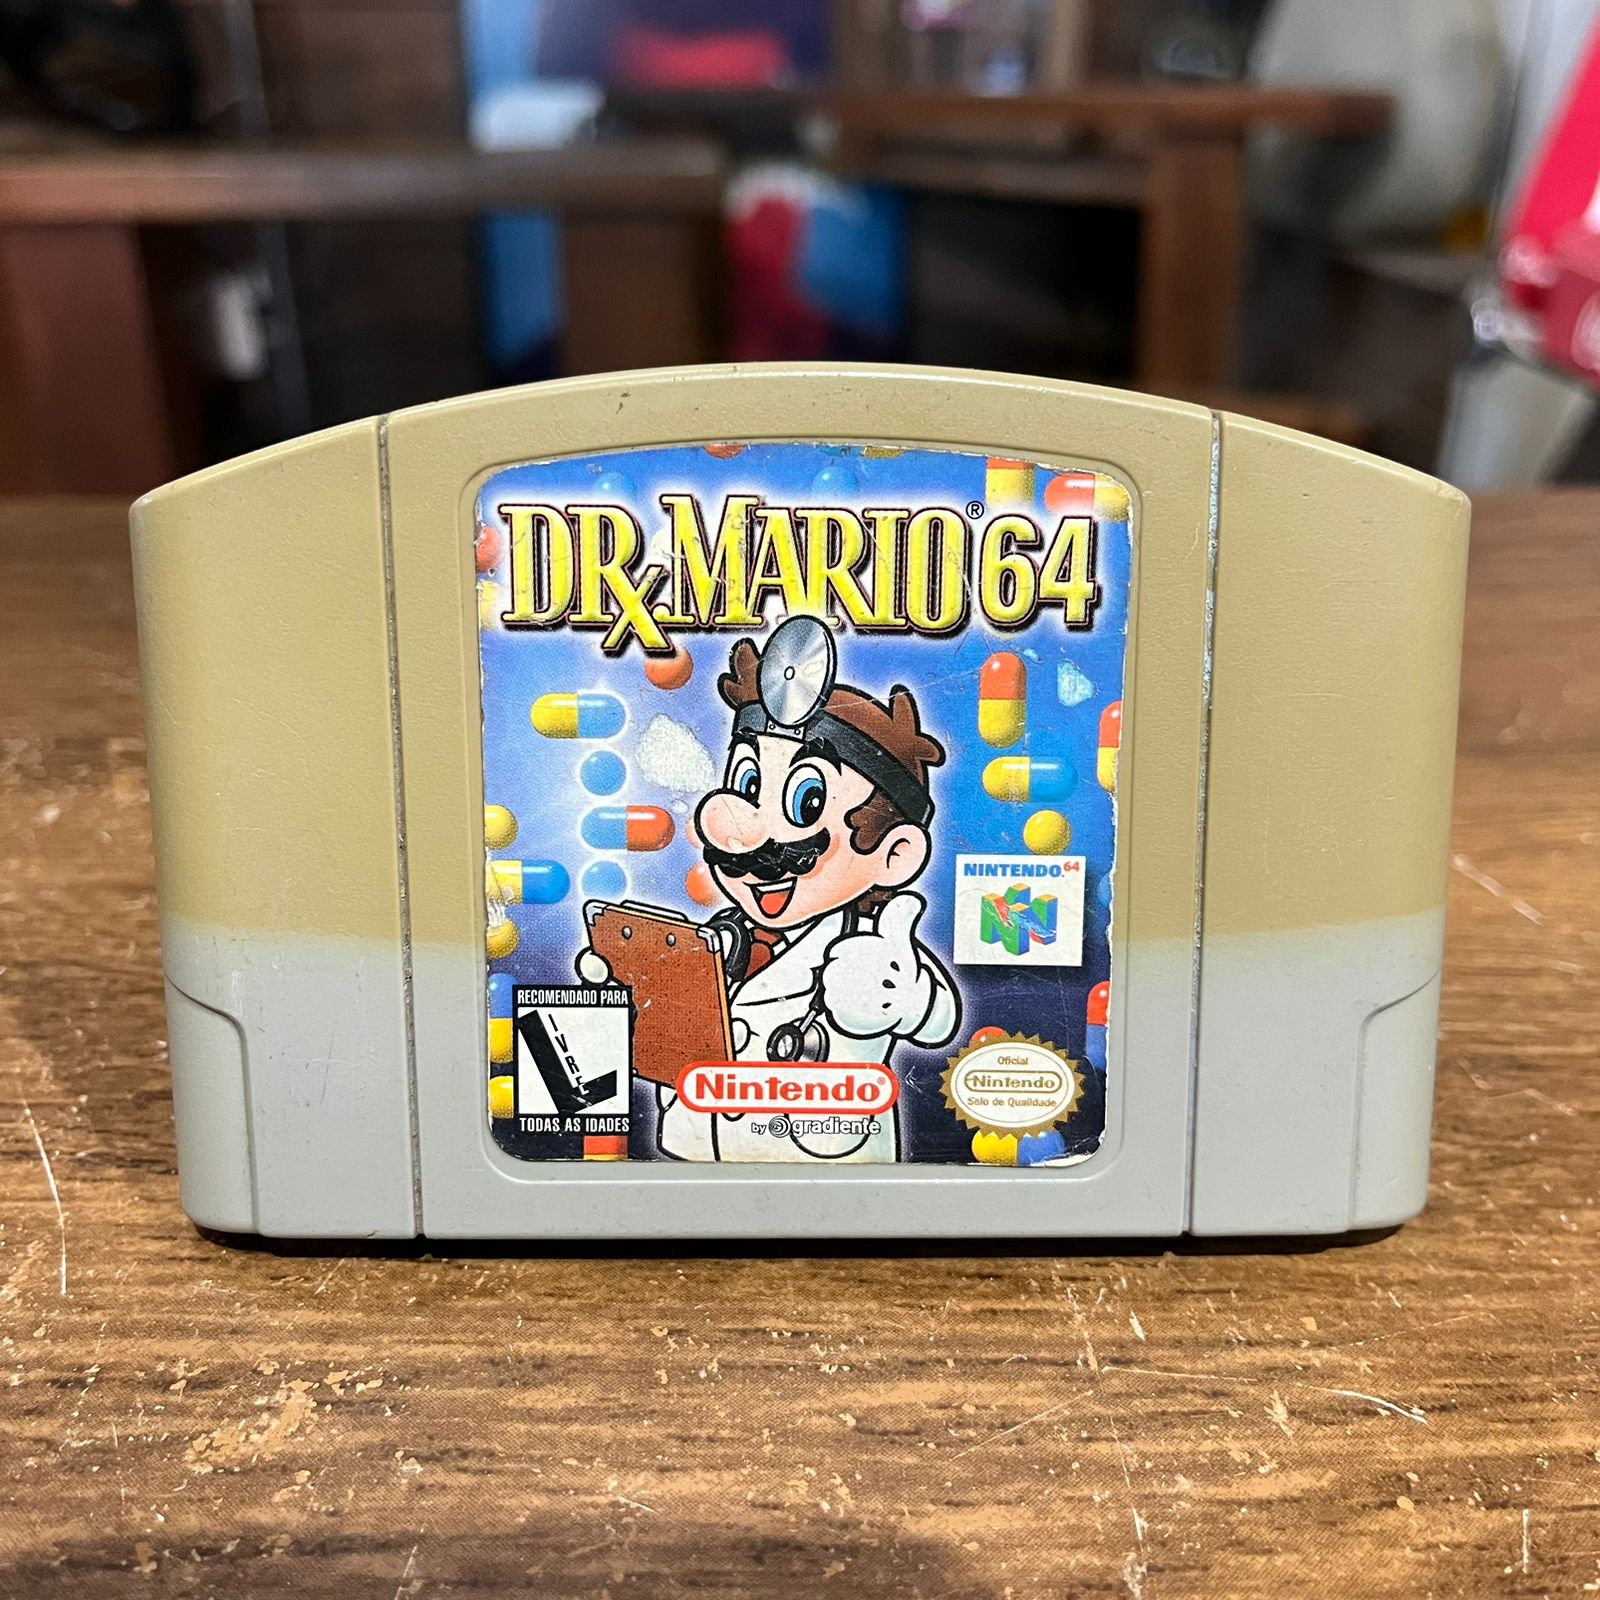 DR.MARIO®64
NINTENDO.64
RECOMENDADO PARA
LIVRE
TODAS AS IDADES
Nintendo®
by gradiente
Oficial
Nintendo
Selo de Qualidade